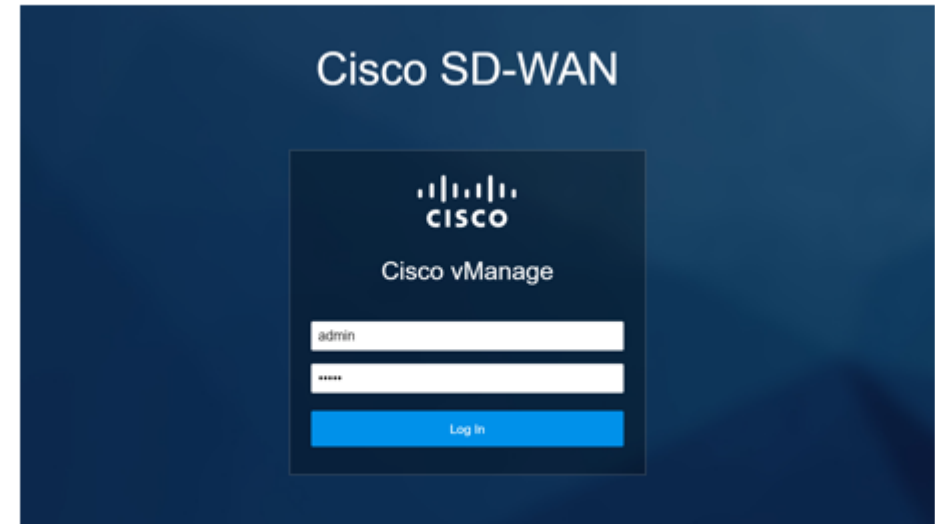 Cisco SD-WAN
CISCO
Cisco vManage
admin
•••••
Log In